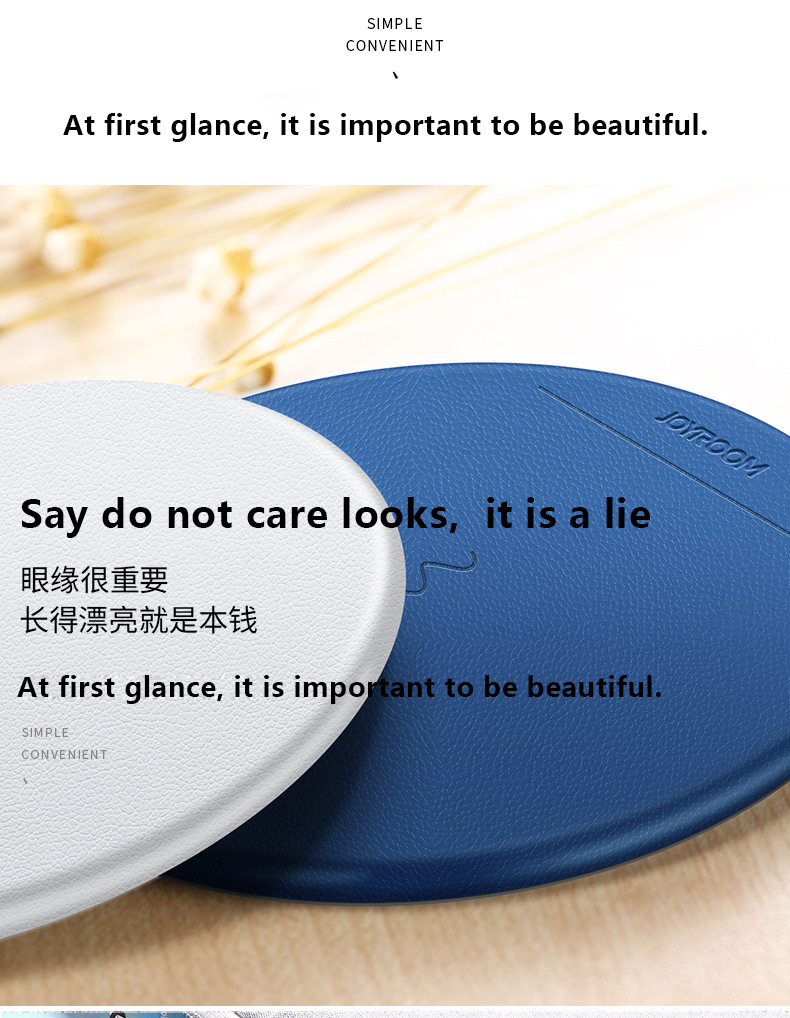 SIMPLE
CONVENIENT
At first glance, it is important to be beautiful.
JOYROOM
Say do not care looks, it is a lie
眼缘很重要
长得漂亮就是本钱
At first glance, it is important to be beautiful.
SIMPLE
CONVENIENT